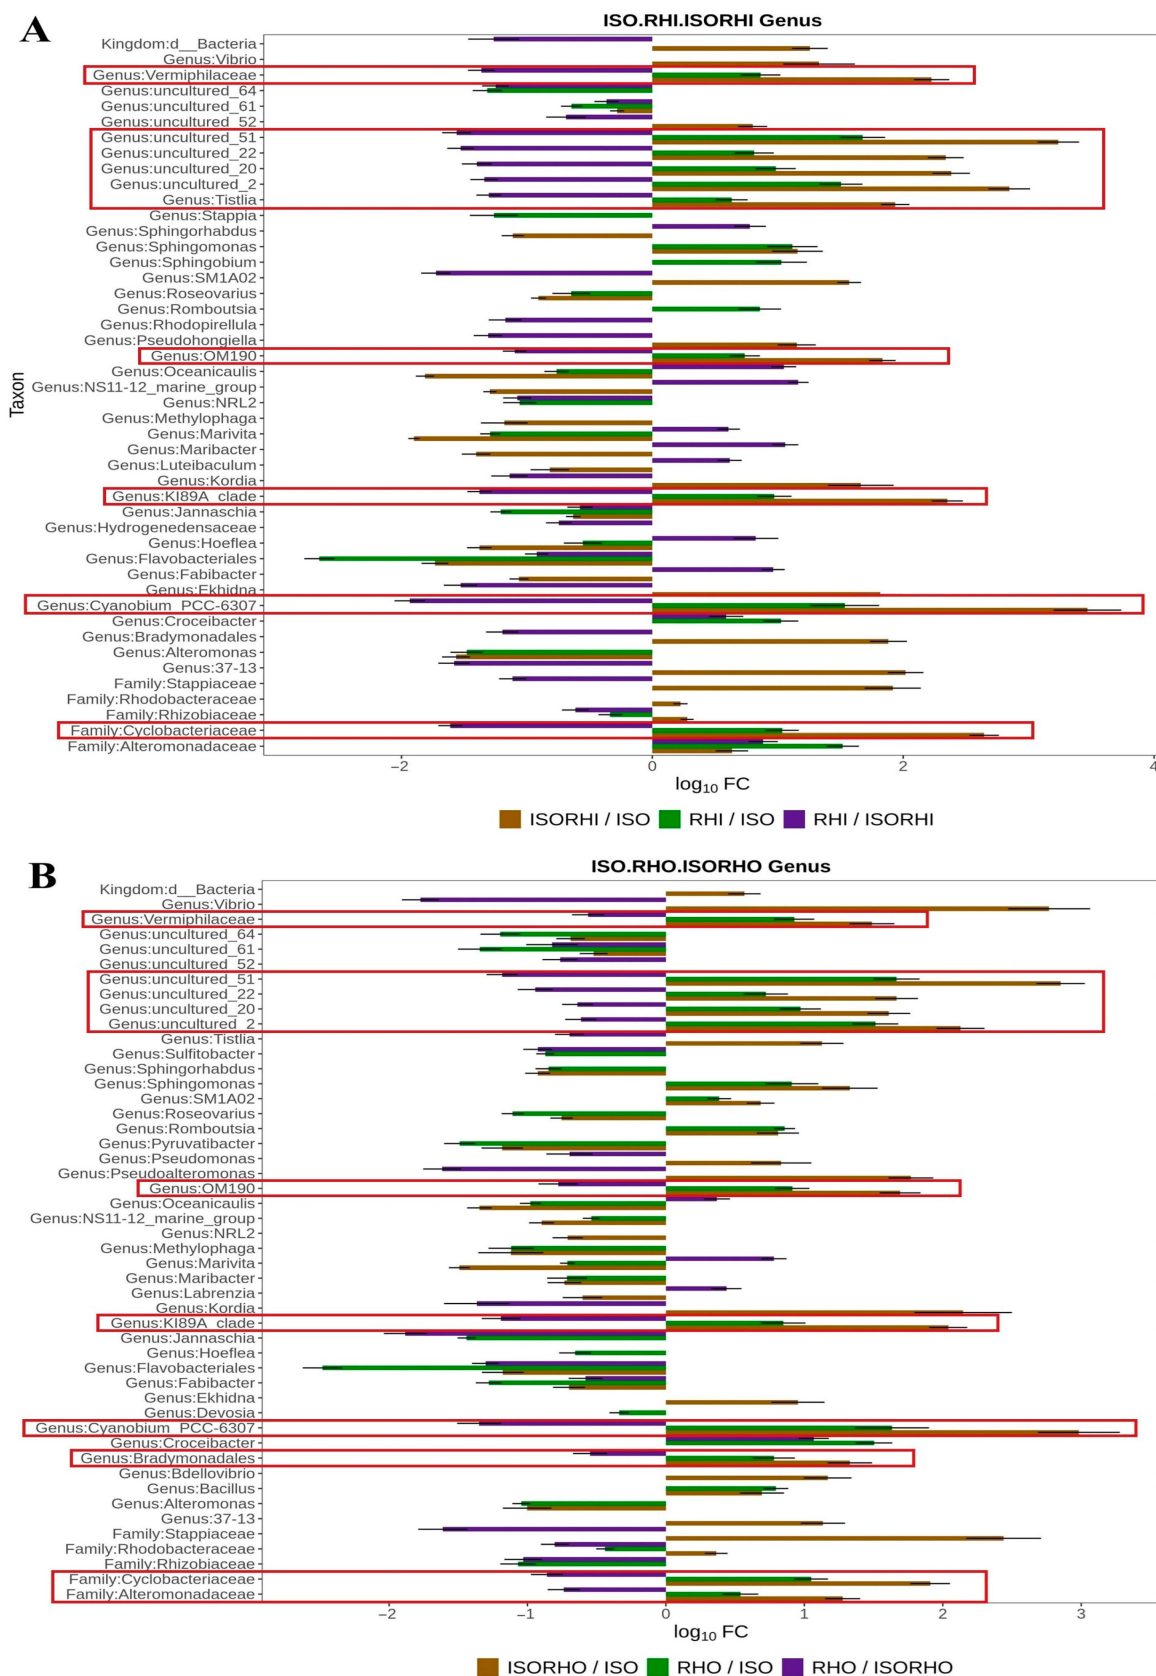 A
ISO.RHI.ISORHI Genus
Taxon
Kingdom:d__Bacteria
Genus:Vibrio
Genus:Vermiphilaceae
Genus:uncultured_64
Genus:uncultured_61
Genus:uncultured_52
Genus:uncultured_51
Genus:uncultured_22
Genus:uncultured_20
Genus:uncultured_2
Genus:Tistlia
Genus:Stappia
Genus:Sphingorhabdus
Genus:Sphingomonas
Genus:Sphingobium
Genus:SM1A02
Genus:Roseovarius
Genus:Romboutsia
Genus:Rhodopirellula
Genus:Pseudohongiella
Genus:OM190
Genus:Oceanicaulis
Genus:NS11-12_marine_group
Genus:NRL2
Genus:Methylophaga
Genus:Marivita
Genus:Maribacter
Genus:Luteibaculum
Genus:Kordia
Genus:KI89A_clade
Genus:Jannaschia
Genus:Hydrogenedensaceae
Genus:Hoeflea
Genus:Flavobacteriales
Genus:Fabibacter
Genus:Ekhidna
Genus:Cyanobium_PCC-6307
Genus:Croceibacter
Genus:Bradymonadales
Genus:Alteromonas
Genus:37-13
Family:Stappiaceae
Family:Rhodobacteraceae
Family:Rhizobiaceae
Family:Cyclobacteriaceae
Family:Alteromonadaceae
−2 0 2 4
log₁₀ FC
ISORHI / ISO RHI / ISO RHI / ISORHI
B
ISO.RHO.ISORHO Genus
Kingdom:d__Bacteria
Genus:Vibrio
Genus:Vermiphilaceae
Genus:uncultured_64
Genus:uncultured_61
Genus:uncultured_52
Genus:uncultured_51
Genus:uncultured_22
Genus:uncultured_20
Genus:uncultured_2
Genus:Tistlia
Genus:Sulfitobacter
Genus:Sphingorhabdus
Genus:Sphingomonas
Genus:SM1A02
Genus:Roseovarius
Genus:Romboutsia
Genus:Pyruvatibacter
Genus:Pseudomonas
Genus:Pseudoalteromonas
Genus:OM190
Genus:Oceanicaulis
Genus:NS11-12_marine_group
Genus:NRL2
Genus:Methylophaga
Genus:Marivita
Genus:Maribacter
Genus:Labrenzia
Genus:Kordia
Genus:KI89A_clade
Genus:Jannaschia
Genus:Hoeflea
Genus:Flavobacteriales
Genus:Fabibacter
Genus:Ekhidna
Genus:Devosia
Genus:Cyanobium_PCC-6307
Genus:Croceibacter
Genus:Bradymonadales
Genus:Bdellovibrio
Genus:Bacillus
Genus:Alteromonas
Genus:37-13
Family:Stappiaceae
Family:Rhodobacteraceae
Family:Rhizobiaceae
Family:Cyclobacteriaceae
Family:Alteromonadaceae
−2 −1 0 1 2 3
log₁₀ FC
ISORHO / ISO RHO / ISO RHO / ISORHO